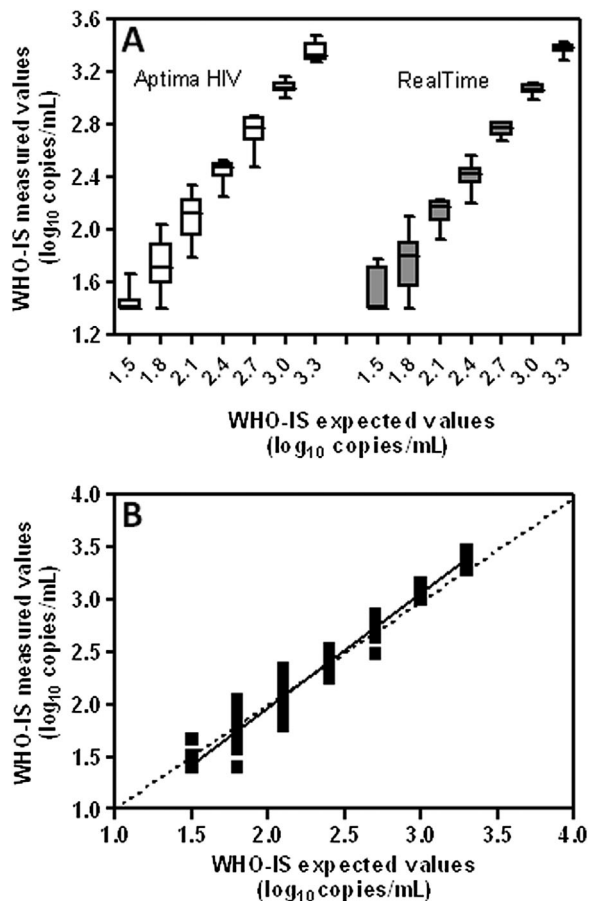 A
Aptima HIV
RealTime
WHO-IS measured values
(log10 copies/mL)
3.6
3.2
2.8
2.4
2.0
1.6
1.2
1.5 1.8 2.1 2.4 2.7 3.0 3.3 1.5 1.8 2.1 2.4 2.7 3.0 3.3
WHO-IS expected values
(log10 copies/mL)
B
WHO-IS measured values
(log10 copies/mL)
4.0
3.5
3.0
2.5
2.0
1.5
1.0
1.0 1.5 2.0 2.5 3.0 3.5 4.0
WHO-IS expected values
(log10 copies/mL)